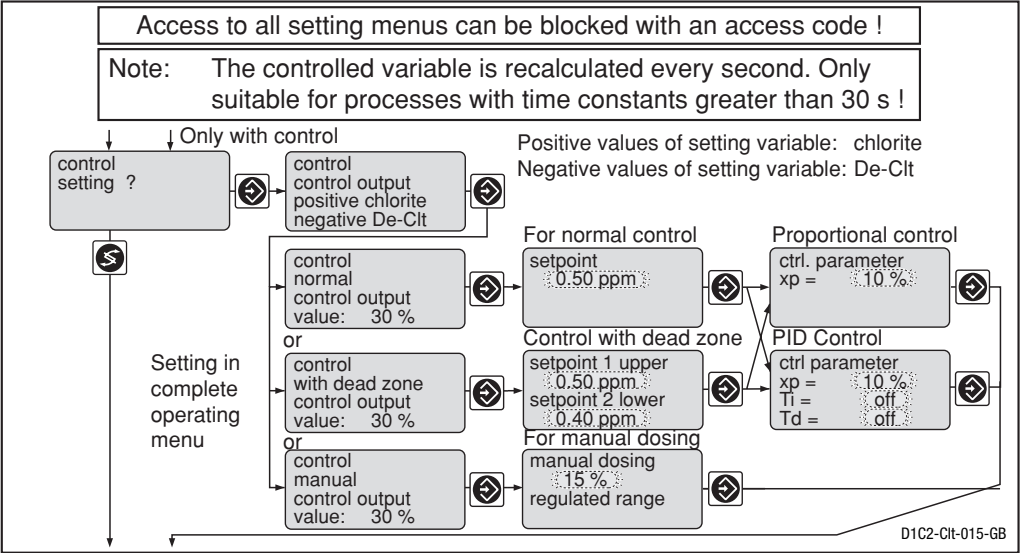 Access to all setting menus can be blocked with an access code !
Note: The controlled variable is recalculated every second. Only
suitable for processes with time constants greater than 30 s !
Only with control
Positive values of setting variable: chlorite
Negative values of setting variable: De-Clt
control
setting ?
control
control output
positive chlorite
negative De-Clt
For normal control
Proportional control
control
normal
control output
value: 30 %
setpoint
0.50 ppm
ctrl. parameter
xp = 10 %
or
Control with dead zone
PID Control
Setting in
complete
operating
menu
control
with dead zone
control output
value: 30 %
setpoint 1 upper
0.50 ppm
setpoint 2 lower
0.40 ppm
ctrl parameter
xp = 10 %
Ti = off
Td = off
or
For manual dosing
control
manual
control output
value: 30 %
manual dosing
15 %
regulated range
D1C2-Clt-015-GB